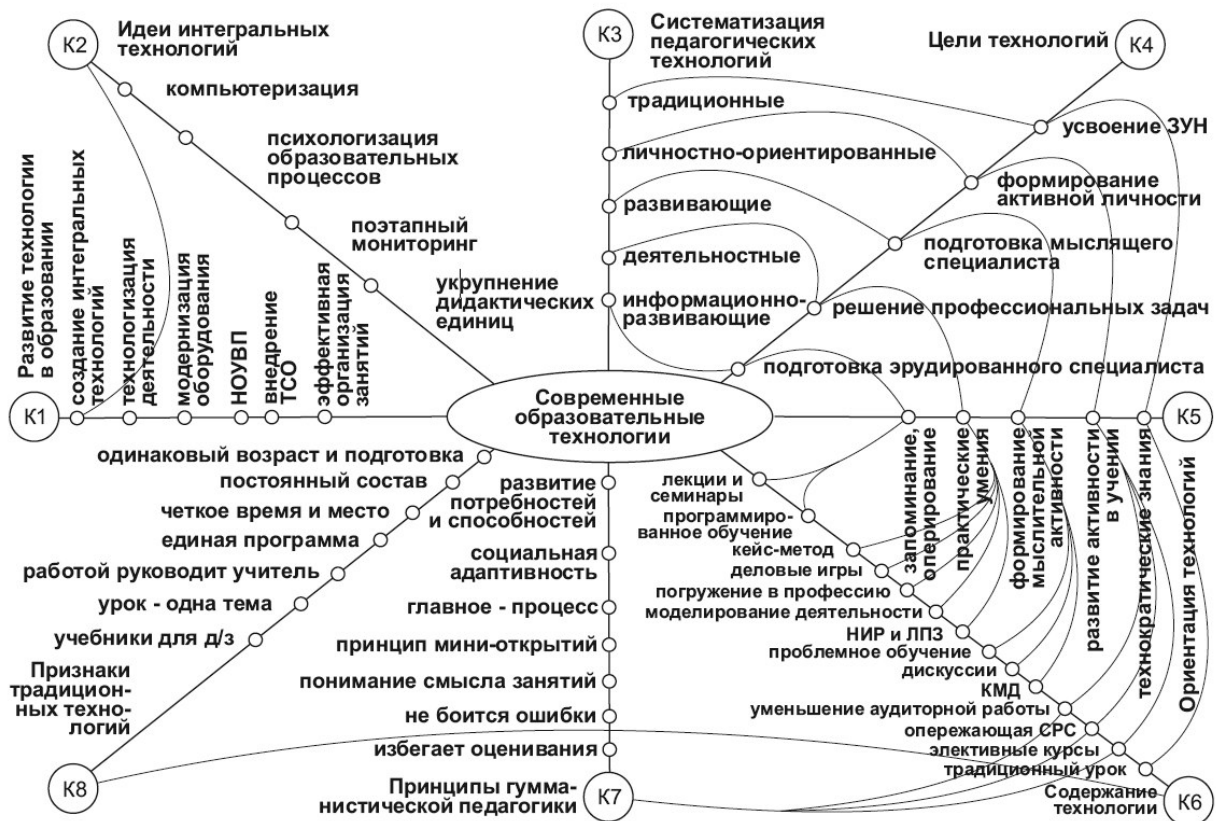 К2
Идеи интегральных
технологий
компьютеризация
психологизация
образовательных
процессов
поэтапный
мониторинг
укрупнение
дидактических
единиц
К3
Систематизация
педагогических
технологий
традиционные
личностно-ориентированные
развивающие
деятельностные
информационно-
развивающие
Цели технологий
К4
усвоение ЗУН
формирование
активной личности
подготовка мыслящего
специалиста
решение профессиональных задач
подготовка эрудированного специалиста
К1
Развитие технологии
в образовании
создание интегральных
технологий
технологизация
деятельности
модернизация
оборудования
НОУВП
внедрение
ТСО
эффективная
организация
занятий
Современные
образовательные
технологии
К5
запоминание,
оперирование
практические
умения
формирование
мыслительной
активности
развитие активности
в учении
технократические знания
Ориентация технологий
одинаковый возраст и подготовка
постоянный состав
четкое время и место
единая программа
работой руководит учитель
урок - одна тема
учебники для д/з
Признаки
традицион-
ных техно-
логий
К8
развитие
потребностей
и способностей
социальная
адаптивность
главное - процесс
принцип мини-открытий
понимание смысла занятий
не боится ошибки
избегает оценивания
Принципы гума-
нистической педагогики
К7
лекции и
семинары
программиро-
ванное обучение
кейс-метод
деловые игры
погружение в профессию
моделирование деятельности
НИР и ЛПЗ
проблемное обучение
дискуссии
КМД
уменьшение аудиторной работы
опережающая СРС
элективные курсы
традиционный урок
Содержание
технологии
К6